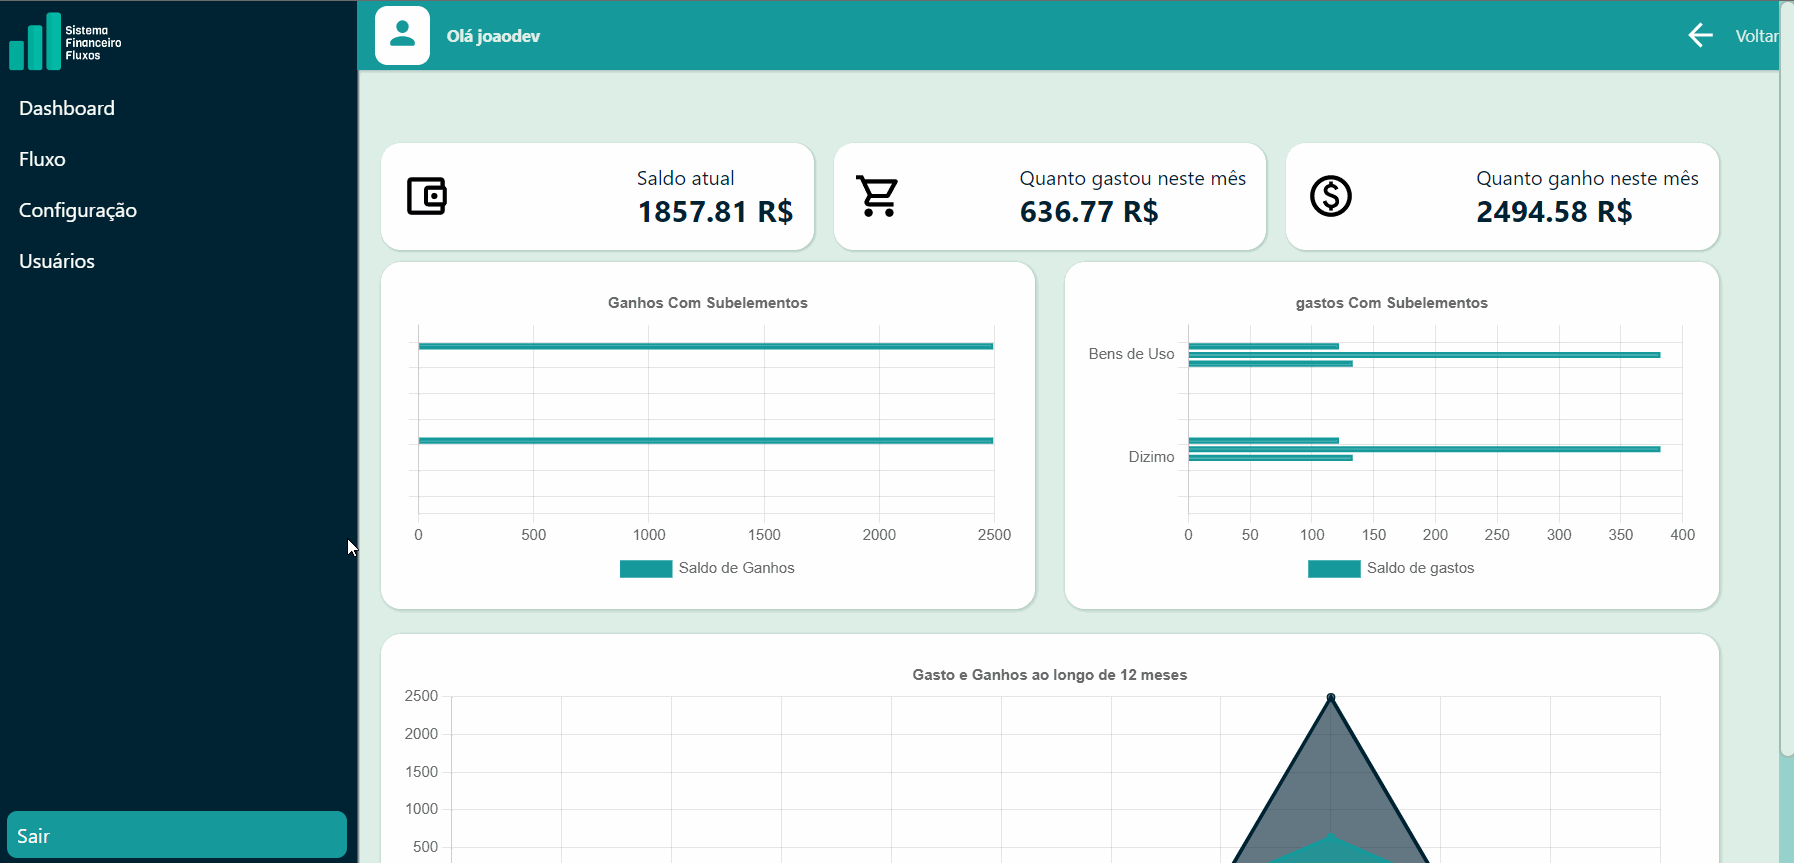 Sistema
Financeiro
Fluxos
Dashboard
Fluxo
Configuração
Usuários
Sair
Olá joaodev
Voltar
Saldo atual
1857.81 R$
Quanto gastou neste mês
636.77 R$
Quanto ganho neste mês
2494.58 R$
Ganhos Com Subelementos
0 500 1000 1500 2000 2500
Saldo de Ganhos
gastos Com Subelementos
Bens de Uso
Dizimo
0 50 100 150 200 250 300 350 400
Saldo de gastos
Gasto e Ganhos ao longo de 12 meses
2500
2000
1500
1000
500